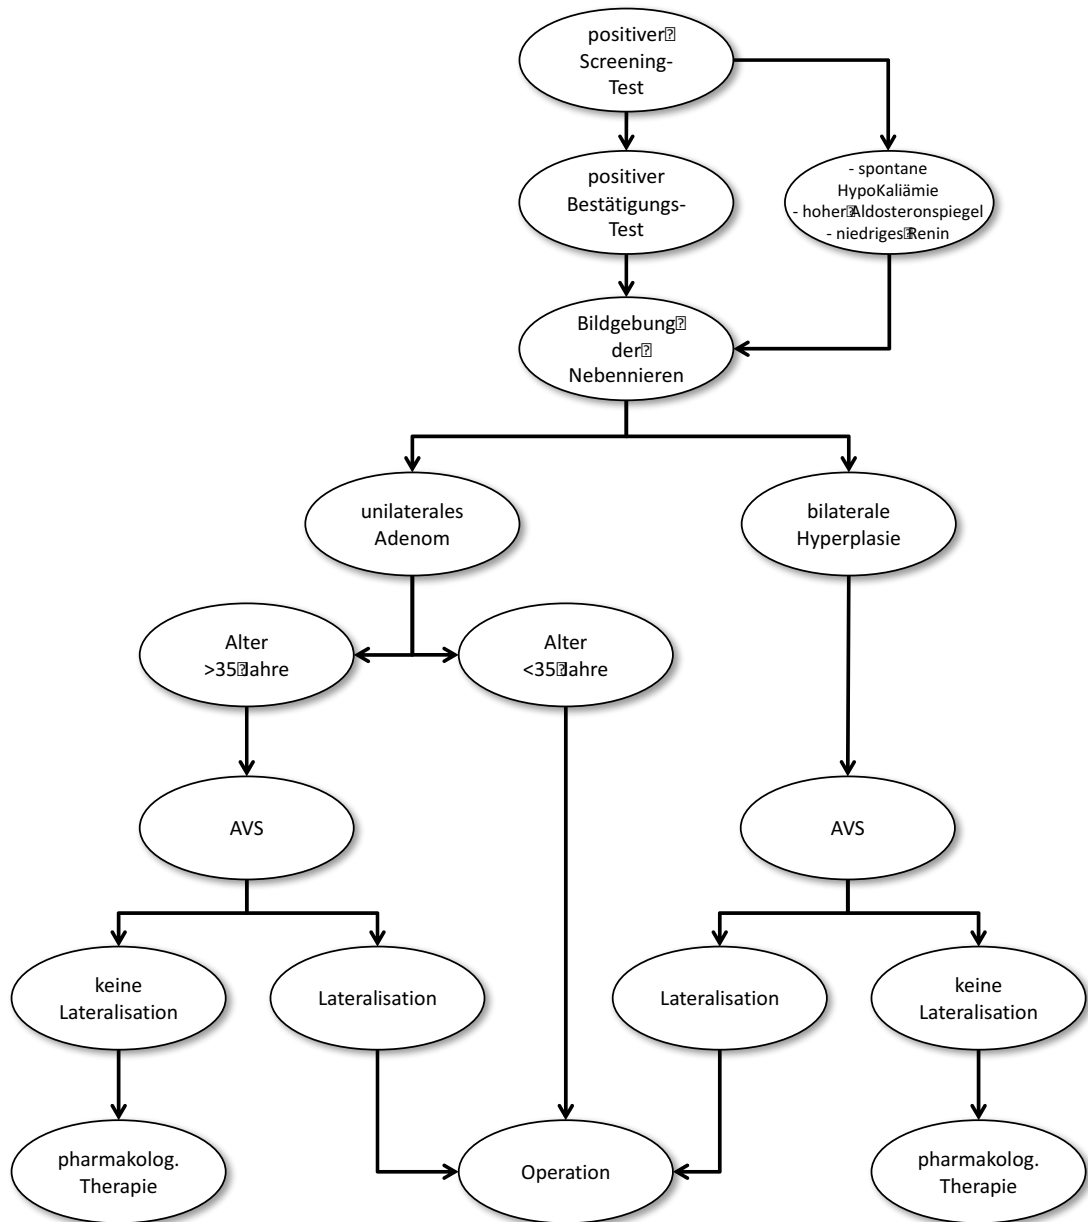 positiver
Screening-
Test
positiver
Bestätigungs-
Test
- spontane
HypoKaliämie
- hoher Aldosteronspiegel
- niedriges Renin
Bildgebung
der
Nebennieren
unilaterales
Adenom
bilaterale
Hyperplasie
Alter
>35 Jahre
Alter
<35 Jahre
AVS
AVS
keine
Lateralisation
Lateralisation
Lateralisation
keine
Lateralisation
pharmakolog.
Therapie
Operation
pharmakolog.
Therapie